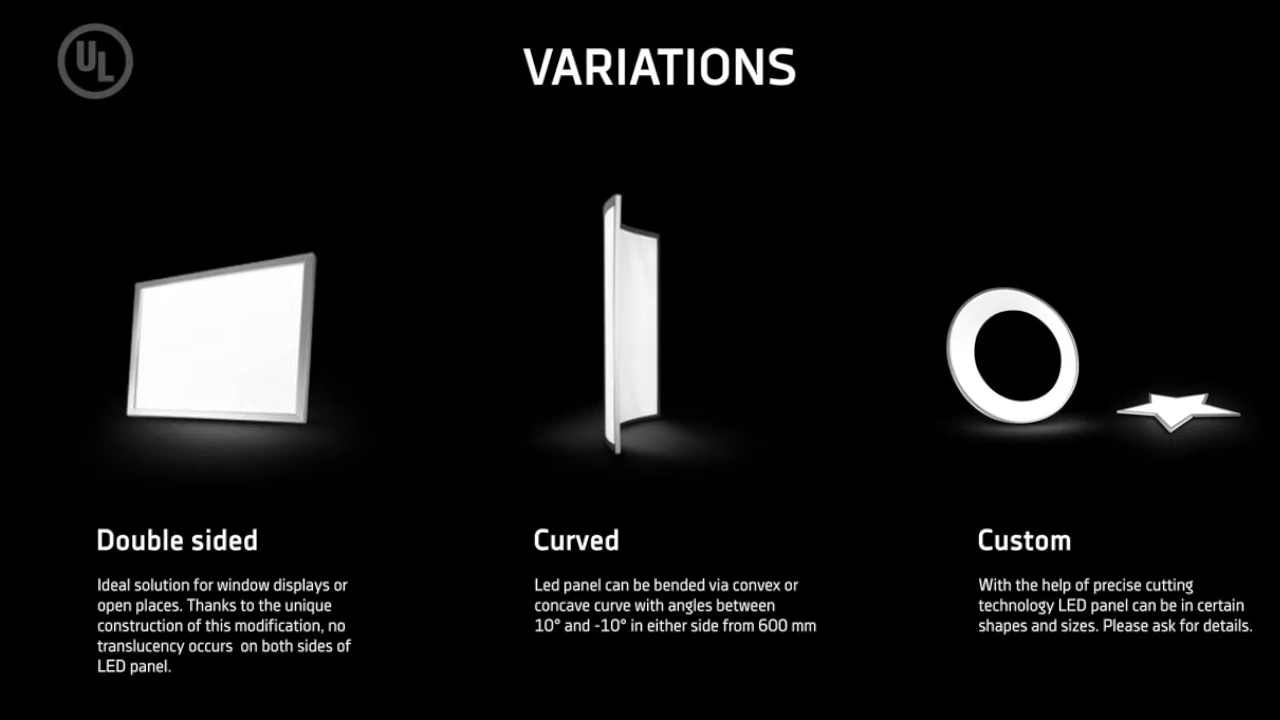 UL
VARIATIONS
Double sided
Ideal solution for window displays or
open places. Thanks to the unique
construction of this modification, no
translucency occurs on both sides of
LED panel.
Curved
Led panel can be bended via convex or
concave curve with angles between
10° and -10° in either side from 600 mm
Custom
With the help of precise cutting
technology LED panel can be in certain
shapes and sizes. Please ask for details.